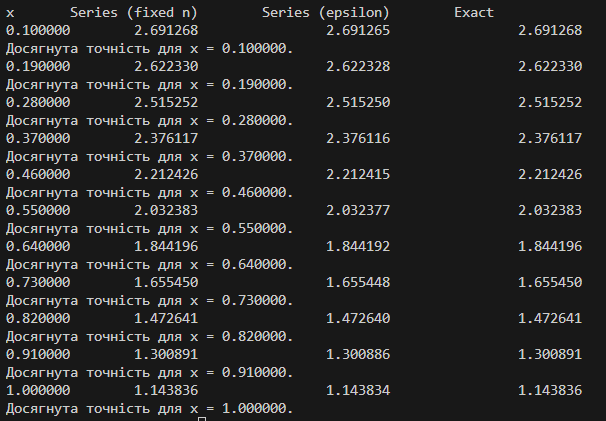 x Series (fixed n) Series (epsilon) Exact
0.100000 2.691268 2.691265 2.691268
Досягнута точність для x = 0.100000.
0.190000 2.622330 2.622328 2.622330
Досягнута точність для x = 0.190000.
0.280000 2.515252 2.515250 2.515252
Досягнута точність для x = 0.280000.
0.370000 2.376117 2.376116 2.376117
Досягнута точність для x = 0.370000.
0.460000 2.212426 2.212415 2.212426
Досягнута точність для x = 0.460000.
0.550000 2.032383 2.032377 2.032383
Досягнута точність для x = 0.550000.
0.640000 1.844196 1.844192 1.844196
Досягнута точність для x = 0.640000.
0.730000 1.655450 1.655448 1.655450
Досягнута точність для x = 0.730000.
0.820000 1.472641 1.472640 1.472641
Досягнута точність для x = 0.820000.
0.910000 1.300891 1.300886 1.300891
Досягнута точність для x = 0.910000.
1.000000 1.143836 1.143834 1.143836
Досягнута точність для x = 1.000000.